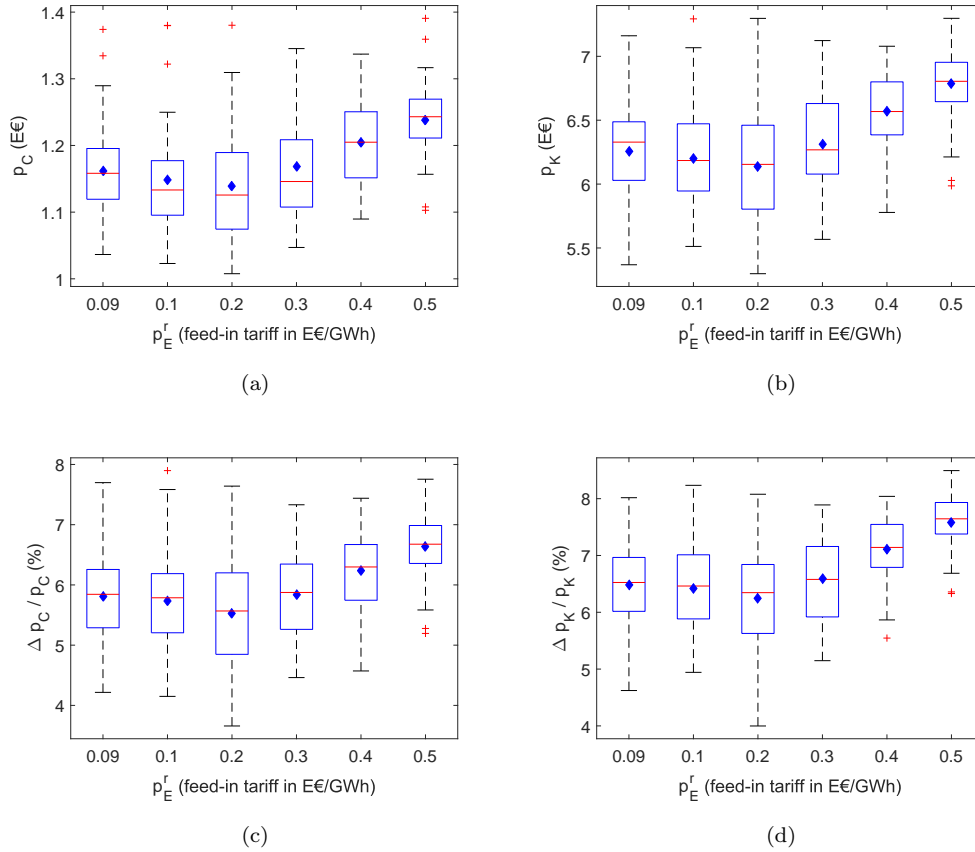 1.4
1.3
1.2
1.1
1
p_C (E€)
0.09 0.1 0.2 0.3 0.4 0.5
p_E^r (feed-in tariff in E€/GWh)
(a)
7
6.5
6
5.5
p_K (E€)
0.09 0.1 0.2 0.3 0.4 0.5
p_E^r (feed-in tariff in E€/GWh)
(b)
8
7
6
5
4
Δ p_C / p_C (%)
0.09 0.1 0.2 0.3 0.4 0.5
p_E^r (feed-in tariff in E€/GWh)
(c)
8
7
6
5
4
Δ p_K / p_K (%)
0.09 0.1 0.2 0.3 0.4 0.5
p_E^r (feed-in tariff in E€/GWh)
(d)